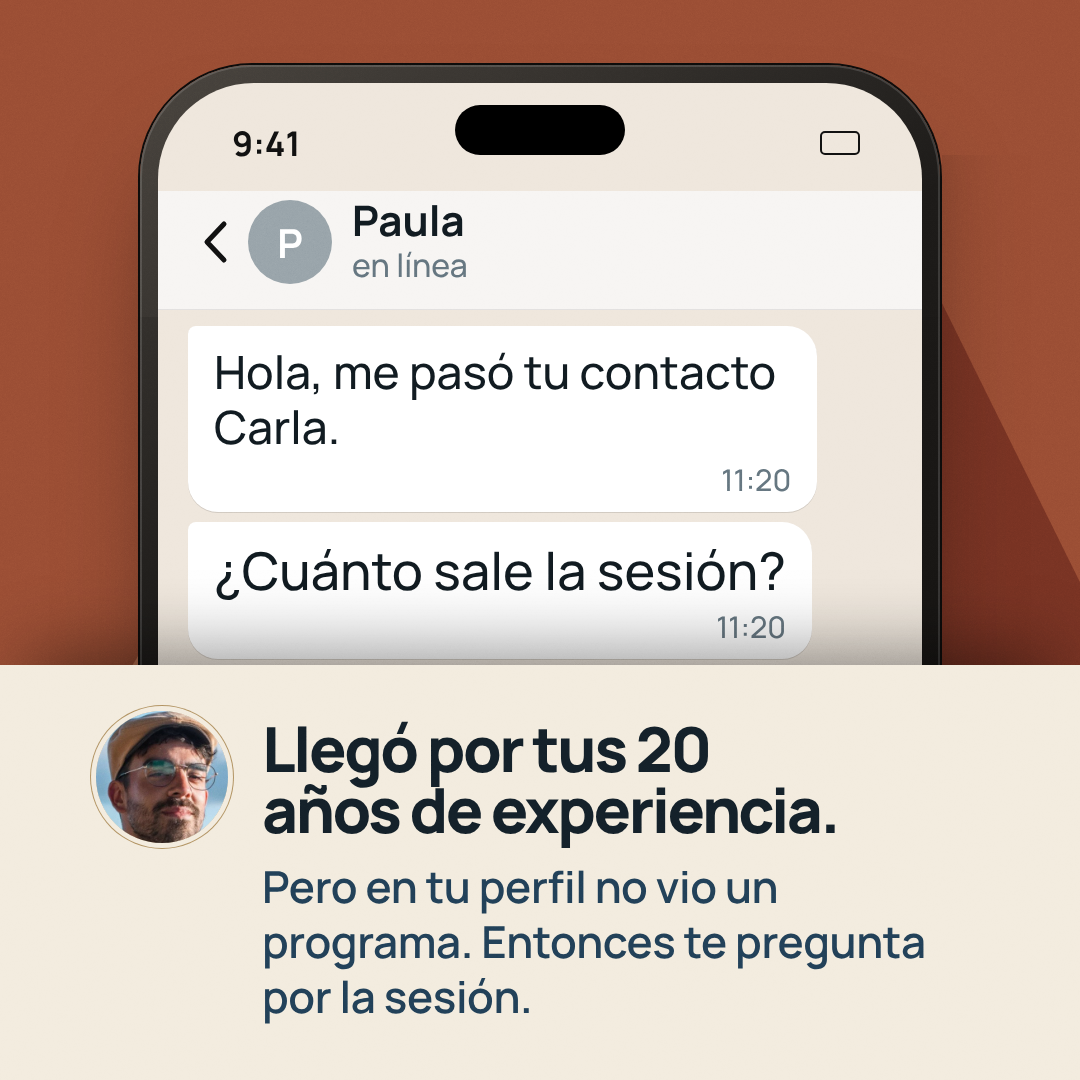 9:41
P
Paula
en línea
Hola, me pasó tu contacto
Carla.
11:20
¿Cuánto sale la sesión?
11:20
Llegó por tus 20
años de experiencia.
Pero en tu perfil no vio un
programa. Entonces te pregunta
por la sesión.